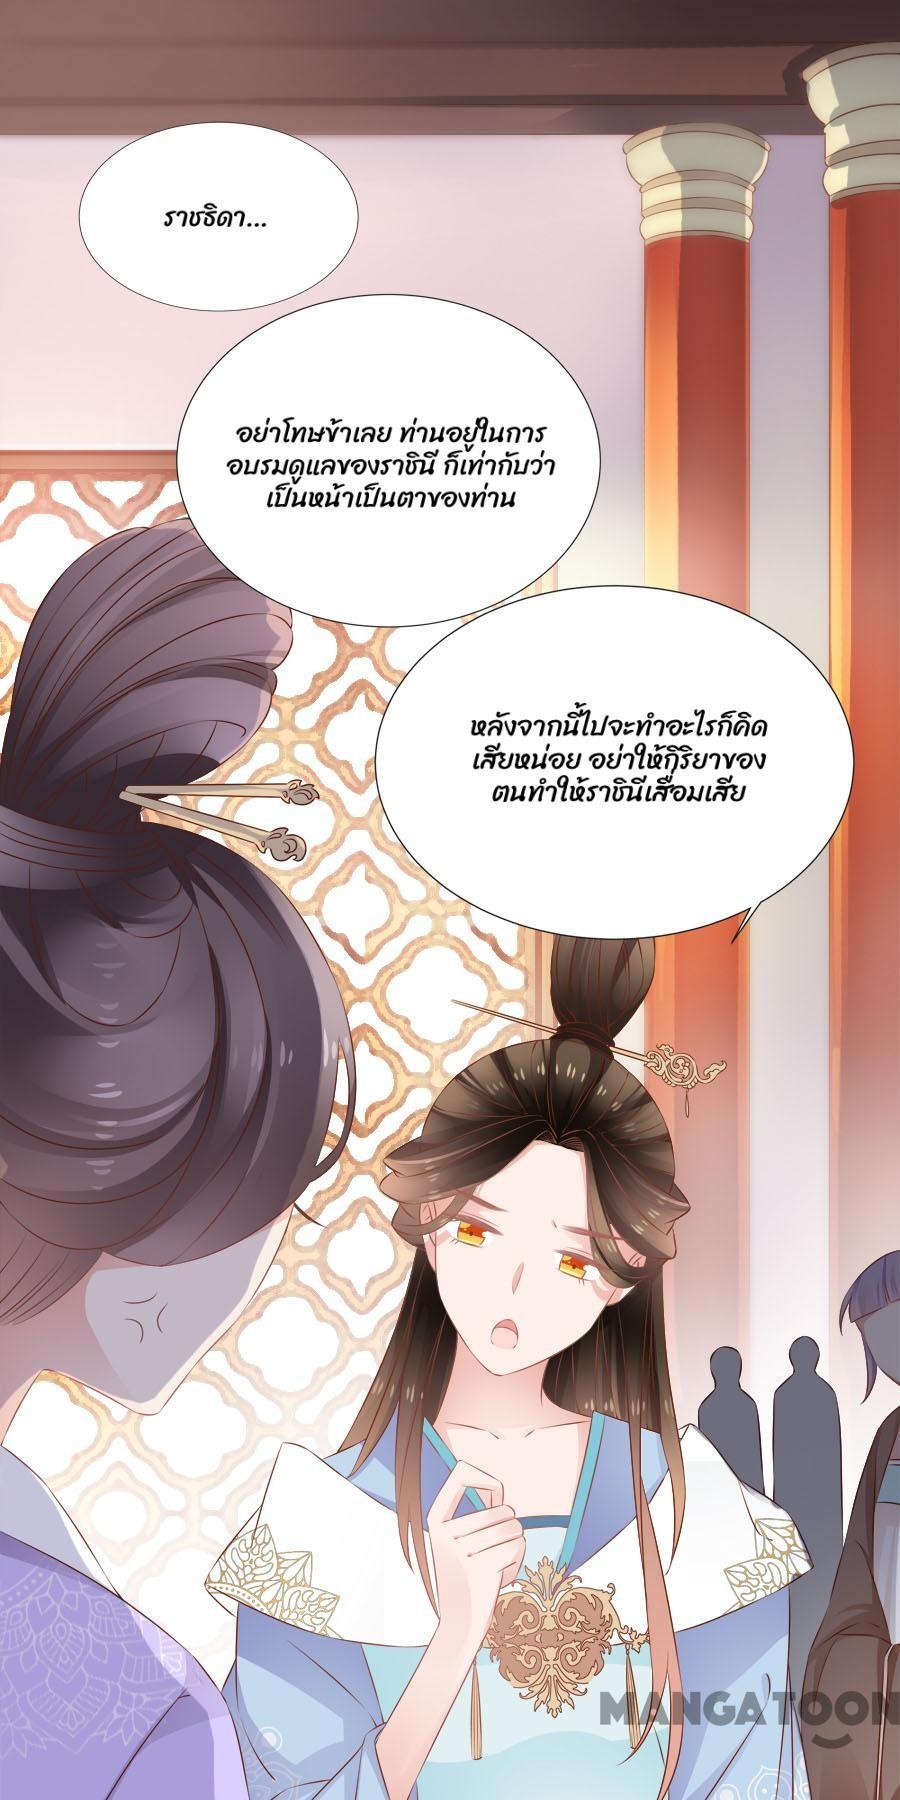 ราชธิดา...
อย่าโทษข้าเลย ท่านอยู่ในการ
อบรมดูแลของราชินี ก็เท่ากับว่า
เป็นหน้าเป็นตาของท่าน
หลังจากนี้ไปจะทำอะไรก็คิด
เสียหน่อย อย่าให้กิริยาของ
ตนทำให้ราชินีเสื่อมเสีย
MANGATOON